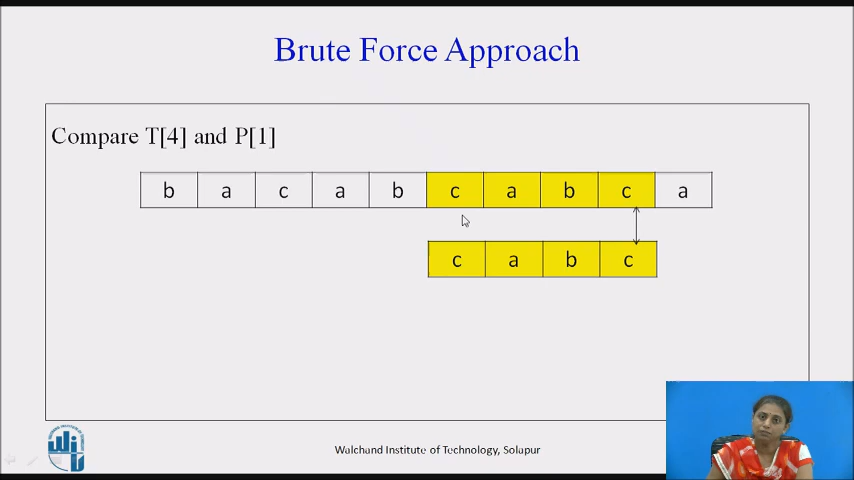 Brute Force Approach
Compare T[4] and P[1]
b a c a b c a b c a
c a b c
Walchand Institute of Technology, Solapur